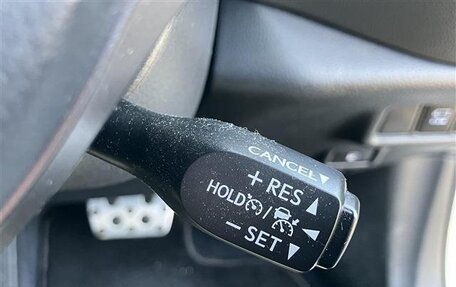 CANCEL▼
+ RES ▲
HOLD /
− SET ▼